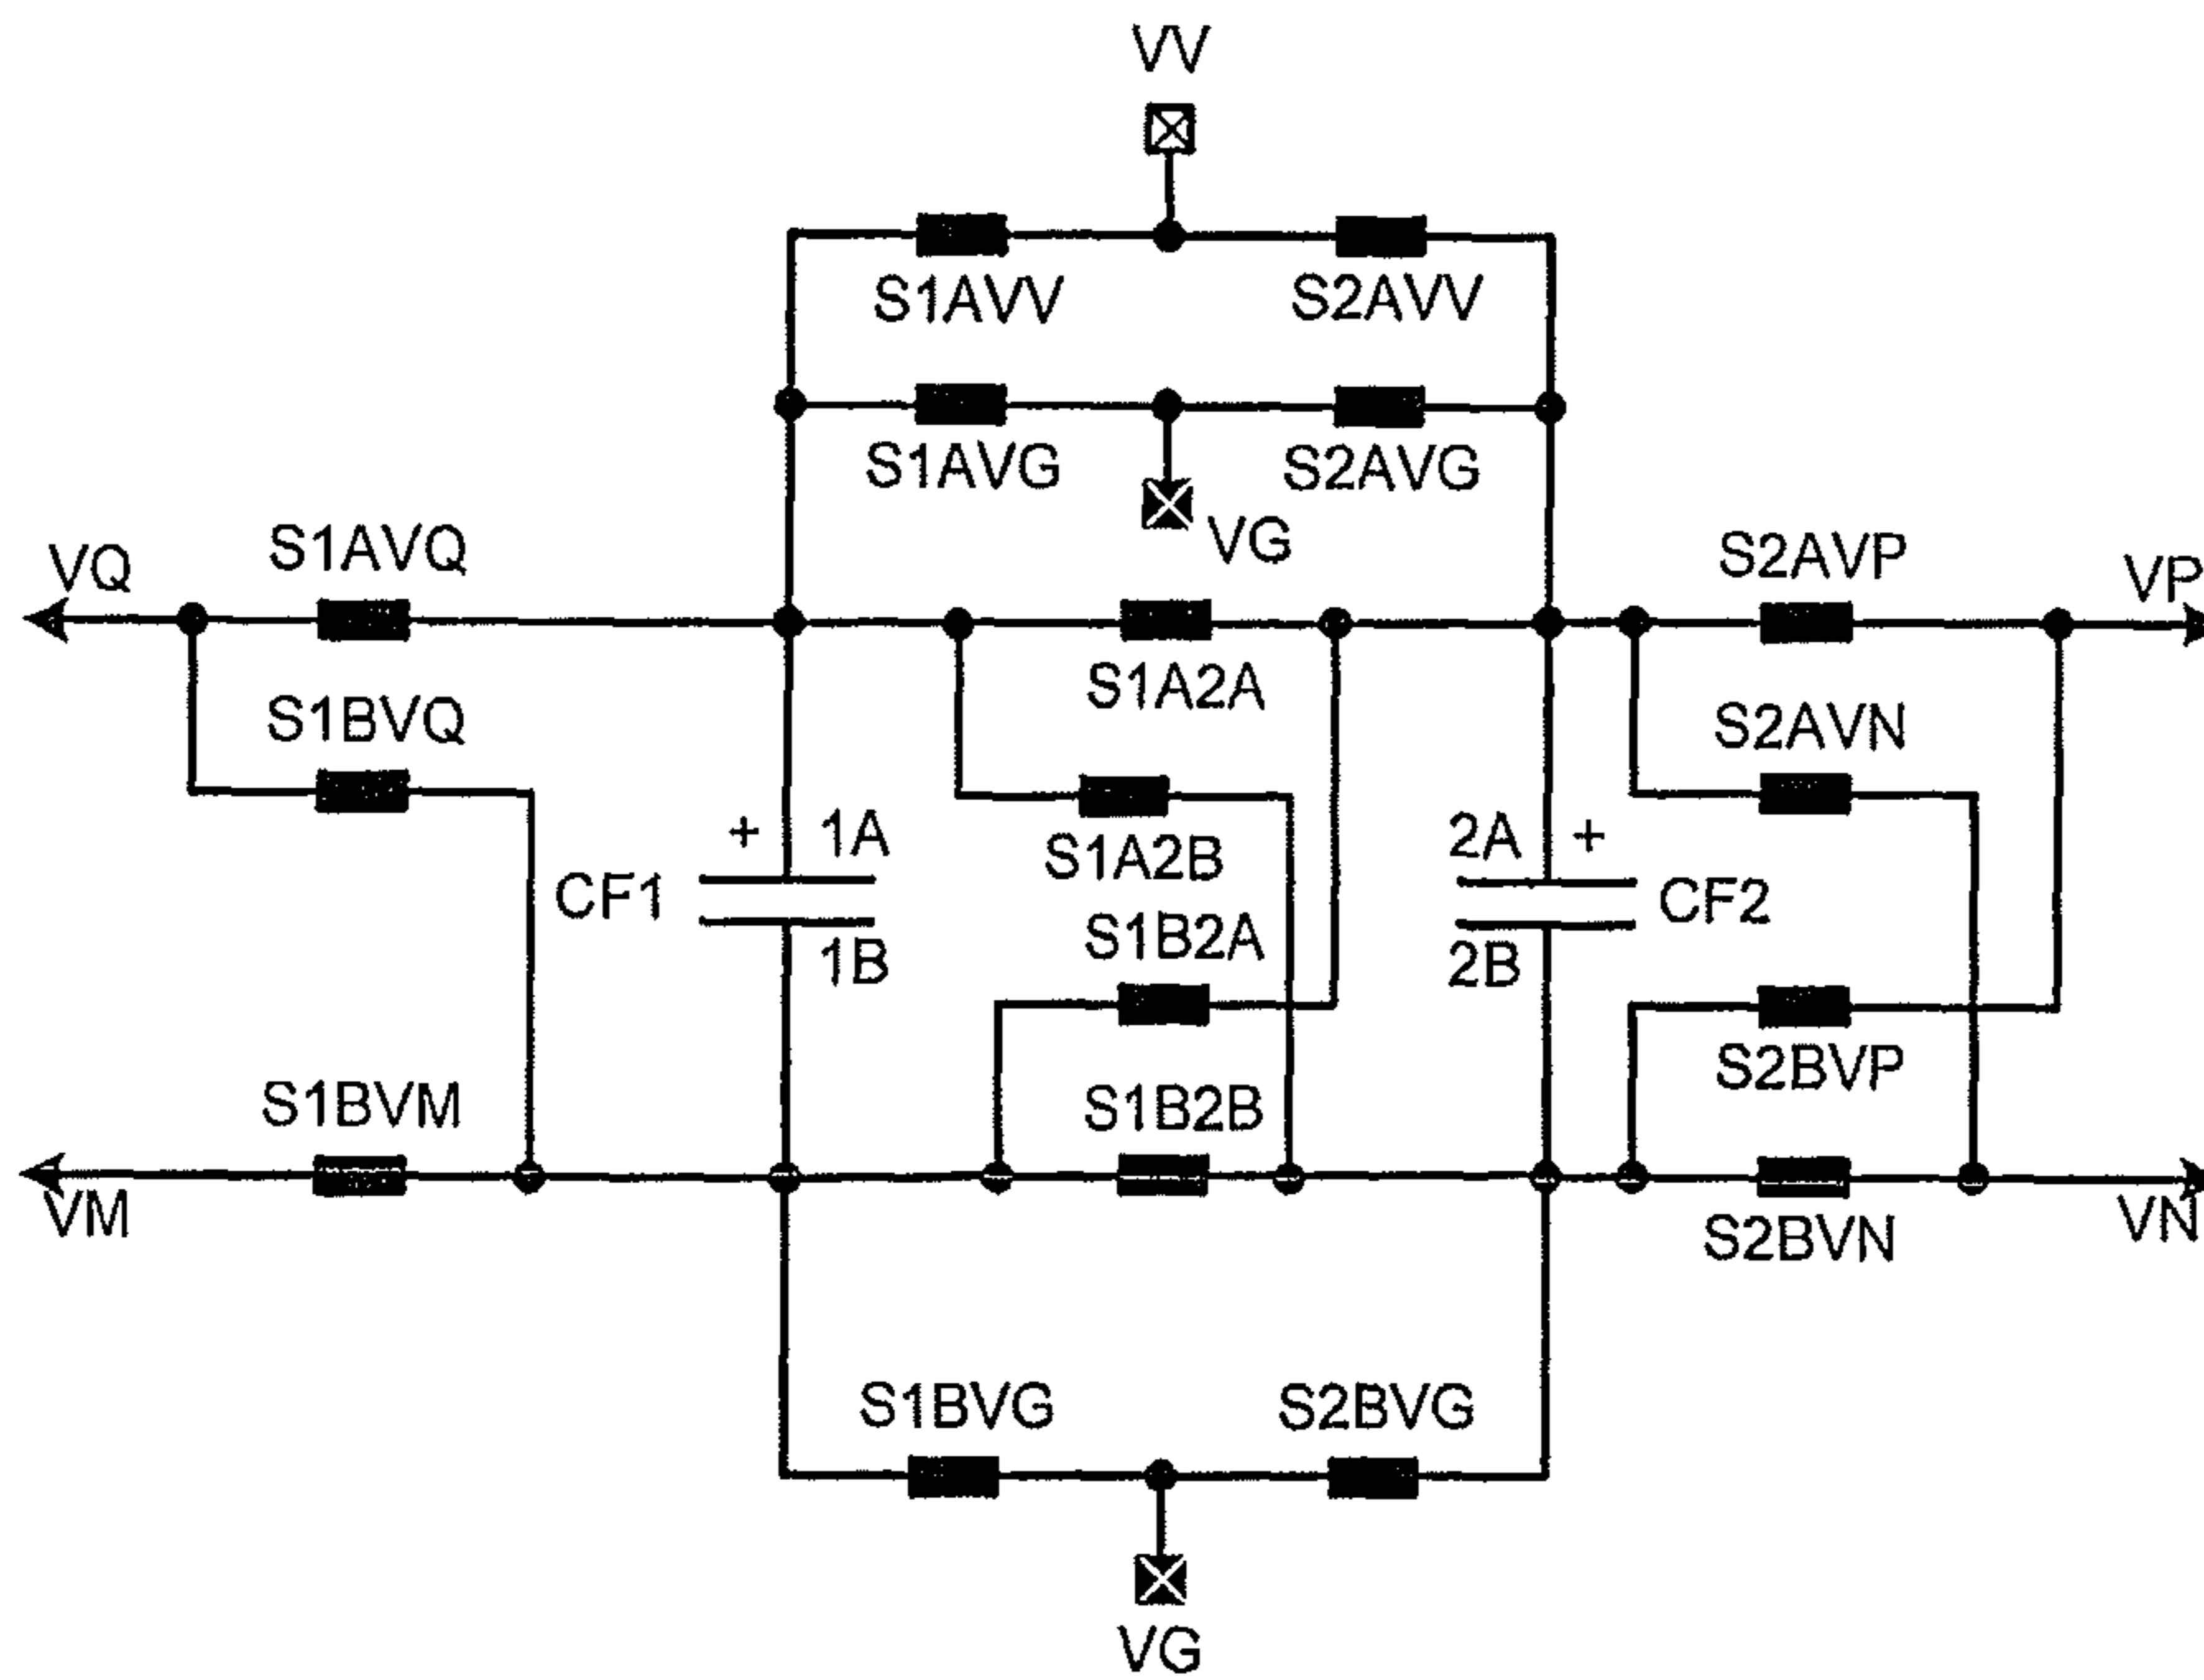 VV
S1AVV
S2AVV
S1AVG
S2AVG
VG
VQ
S1AVQ
S2AVP
VP
S1A2A
S1BVQ
S2AVN
+
1A
S1A2B
2A
+
CF1
CF2
S1B2A
1B
2B
S1BVM
S1B2B
S2BVP
VM
S2BVN
VN
S1BVG
S2BVG
VG